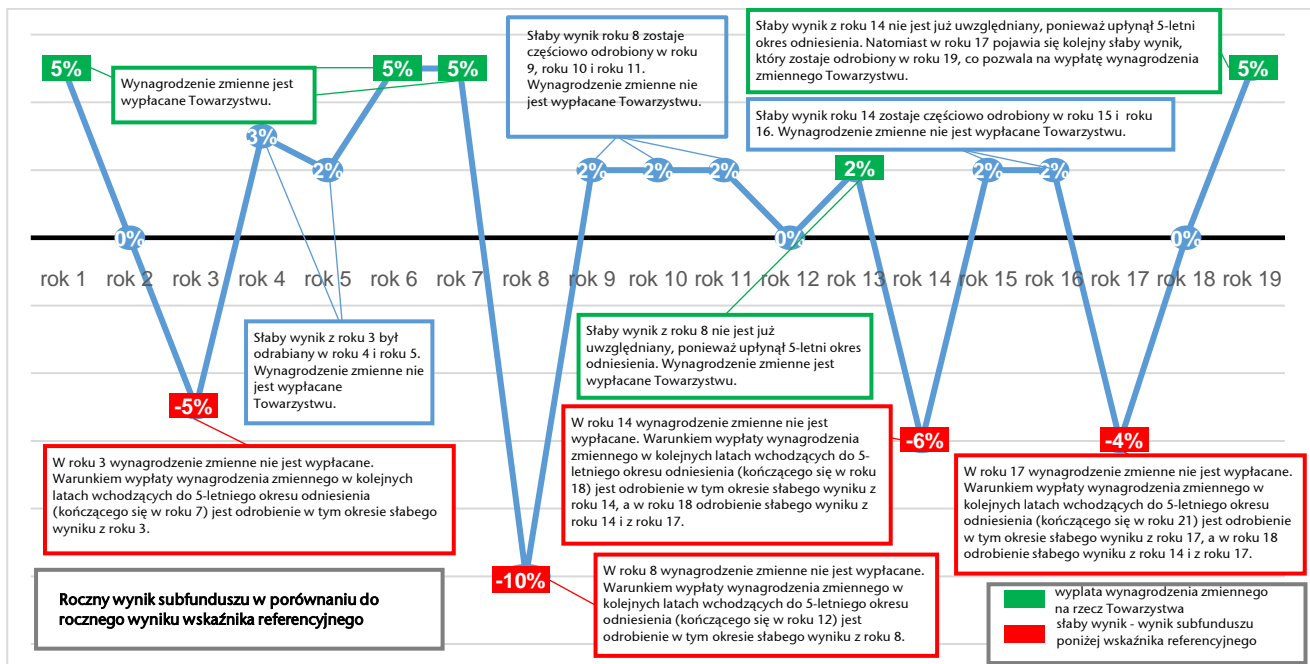 Słaby wynik roku 8 zostaje
częściowo odrobiony w roku
9, roku 10 i roku 11.
Wynagrodzenie zmienne nie
jest wypłacane Towarzystwu.
Słaby wynik z roku 14 nie jest już uwzględniany, ponieważ upłynął 5-letni
okres odniesienia. Natomiast w roku 17 pojawia się kolejny słaby wynik,
który zostaje odrobiony w roku 19, co pozwala na wypłatę wynagrodzenia
zmiennego Towarzystwu.
Wynagrodzenie zmienne jest
wypłacane Towarzystwu.
Słaby wynik roku 14 zostaje częściowo odrobiony w roku 15 i roku
16. Wynagrodzenie zmienne nie jest wypłacane Towarzystwu.
5%
0%
-5%
3%
2%
5%
5%
-10%
2%
2%
2%
0%
2%
-6%
2%
2%
-4%
0%
5%
rok 1
rok 2
rok 3
rok 4
rok 5
rok 6
rok 7
rok 8
rok 9
rok 10
rok 11
rok 12
rok 13
rok 14
rok 15
rok 16
rok 17
rok 18
rok 19
Słaby wynik z roku 3 był
odrabiany w roku 4 i roku 5.
Wynagrodzenie zmienne nie
jest wypłacane
Towarzystwu.
Słaby wynik z roku 8 nie jest już
uwzględniany, ponieważ upłynął 5-letni okres
odniesienia. Wynagrodzenie zmienne jest
wypłacane Towarzystwu.
W roku 3 wynagrodzenie zmienne nie jest wypłacane.
Warunkiem wypłaty wynagrodzenia zmiennego w kolejnych
latach wchodzących do 5-letniego okresu odniesienia
(kończącego się w roku 7) jest odrobienie w tym okresie słabego
wyniku z roku 3.
W roku 14 wynagrodzenie zmienne nie jest
wypłacane. Warunkiem wypłaty wynagrodzenia
zmiennego w kolejnych latach wchodzących do 5-
letniego okresu odniesienia (kończącego się w roku
18) jest odrobienie w tym okresie słabego wyniku z
roku 14, a w roku 18 odrobienie słabego wyniku z
roku 14 i z roku 17.
W roku 17 wynagrodzenie zmienne nie jest wypłacane.
Warunkiem wypłaty wynagrodzenia zmiennego w
kolejnych latach wchodzących do 5-letniego okresu
odniesienia (kończącego się w roku 21) jest odrobienie
w tym okresie słabego wyniku z roku 17, a w roku 18
odrobienie słabego wyniku z roku 14 i z roku 17.
W roku 8 wynagrodzenie zmienne nie jest wypłacane.
Warunkiem wypłaty wynagrodzenia zmiennego w
kolejnych latach wchodzących do 5-letniego okresu
odniesienia (kończącego się w roku 12) jest
odrobienie w tym okresie słabego wyniku z roku 8.
Roczny wynik subfunduszu w porównaniu do
rocznego wyniku wskaźnika referencyjnego
wypłata wynagrodzenia zmiennego
na rzecz Towarzystwa
słaby wynik - wynik subfunduszu
poniżej wskaźnika referencyjnego